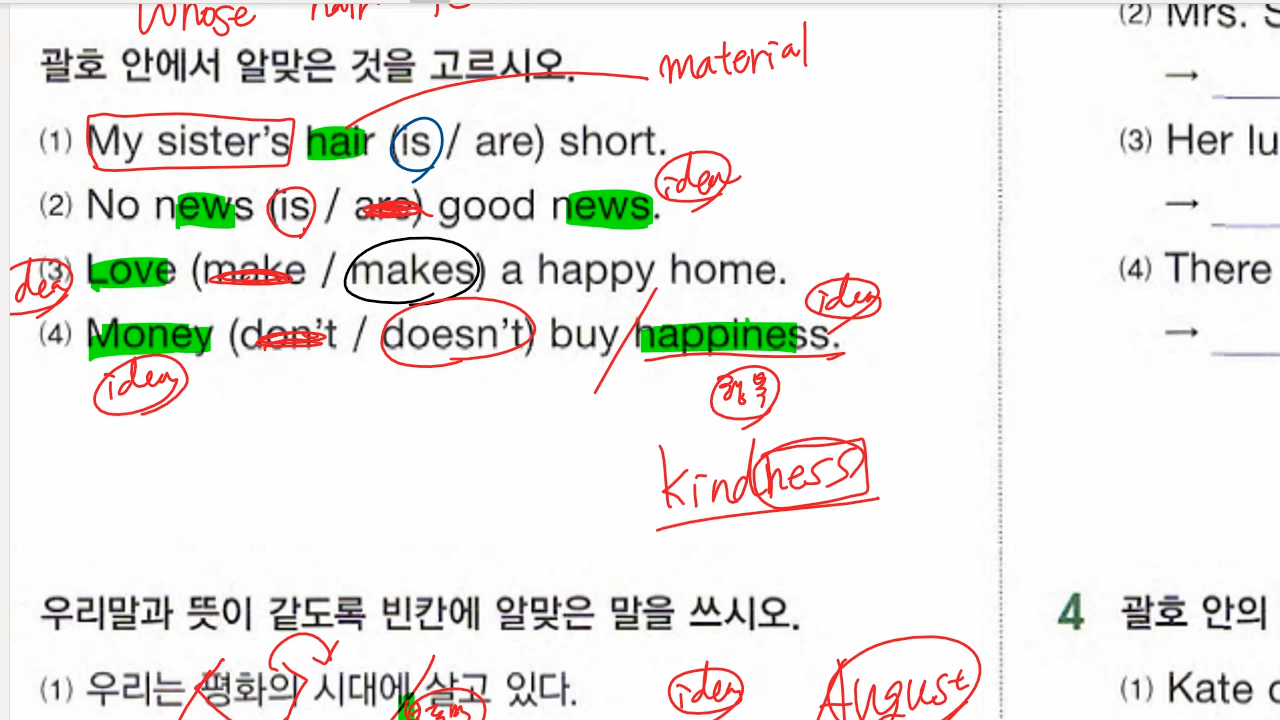 Whose hair is
괄호 안에서 알맞은 것을 고르시오.
material
(1) My sister's hair (is / are) short.
(2) No news (is / are) good news.
idea
(3) Love (make / makes) a happy home.
idea
(4) Money (don't / doesn't) buy happiness.
idea
idea
행복
kindness
우리말과 뜻이 같도록 빈칸에 알맞은 말을 쓰시오.
(1) 우리는 평화의 시대에 살고 있다.
idea
August
(2) Mrs. S
→
(3) Her lu
→
(4) There
→
4 괄호 안의
(1) Kate